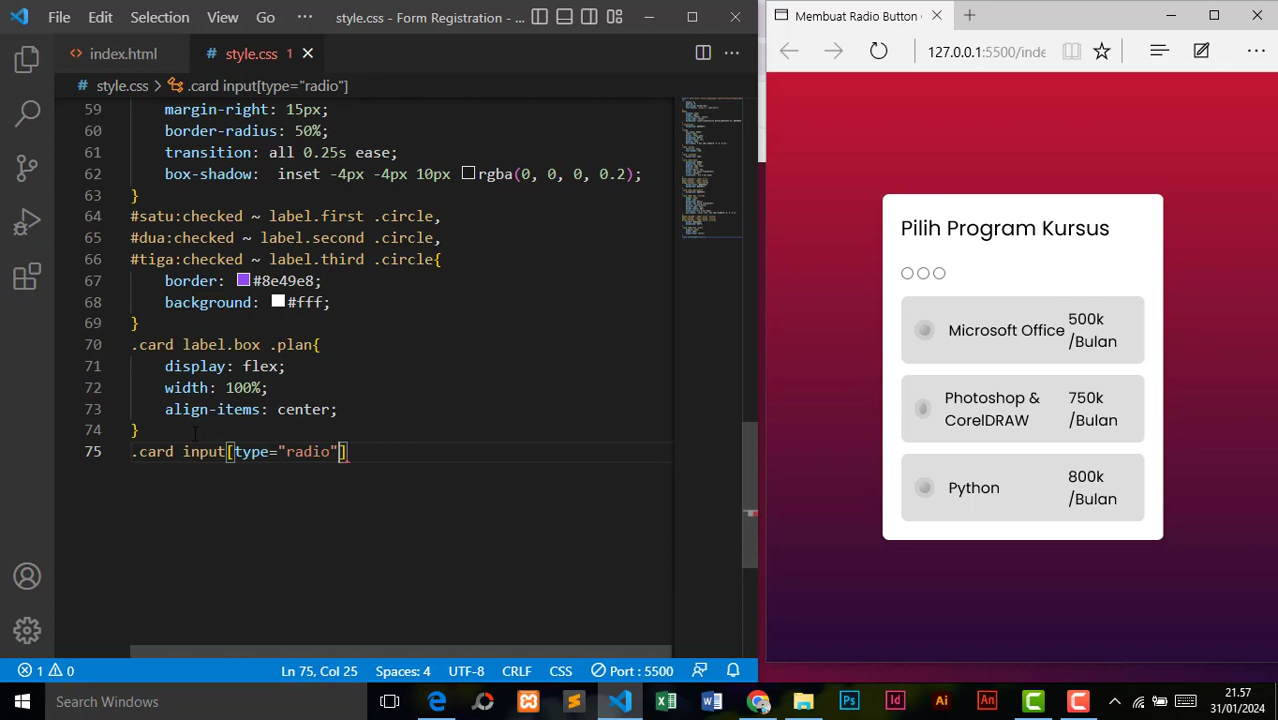 File Edit Selection View Go ··· style.css - Form Registration - ...
index.html style.css 1
style.css > .card input[type="radio"]
59 margin-right: 15px;
60 border-radius: 50%;
61 transition: all 0.25s ease;
62 box-shadow: inset -4px -4px 10px rgba(0, 0, 0, 0.2);
63 }
64 #satu:checked ~ label.first .circle,
65 #dua:checked ~ label.second .circle,
66 #tiga:checked ~ label.third .circle{
67 border: #8e49e8;
68 background: #fff;
69 }
70 .card label.box .plan{
71 display: flex;
72 width: 100%;
73 align-items: center;
74 }
75 .card input[type="radio"]
1 0 Ln 75, Col 25 Spaces: 4 UTF-8 CRLF CSS Port : 5500
Membuat Radio Button
127.0.0.1:5500/inde
Pilih Program Kursus
Microsoft Office
500k
/Bulan
Photoshop &
CorelDRAW
750k
/Bulan
Python
800k
/Bulan
Search Windows
Ps Id Ai An
21.57
31/01/2024